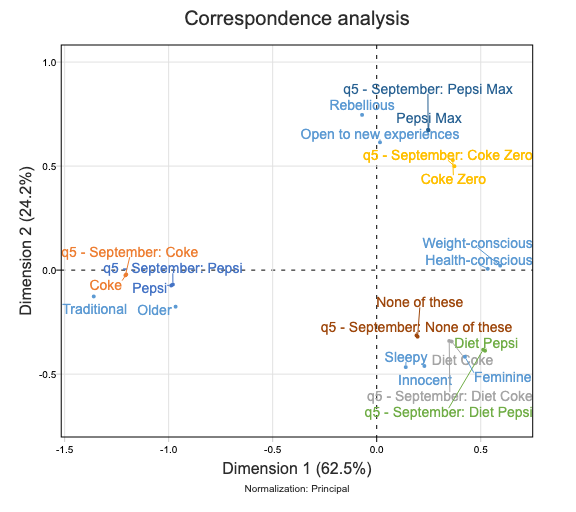 Correspondence analysis
Dimension 2 (24.2%)
1.0
0.5
0.0
-0.5
q5 - September: Pepsi Max
Rebellious
Pepsi Max
Open to new experiences
q5 - September: Coke Zero
Coke Zero
Weight-conscious
q5 - September: Coke
Health-conscious
q5 - September: Pepsi
Coke
Pepsi
Traditional
Older
None of these
q5 - September: None of these
Diet Pepsi
Sleepy
Diet Coke
Feminine
Innocent
q5 - September: Diet Coke
q5 - September: Diet Pepsi
-1.5
-1.0
-0.5
0.0
0.5
Dimension 1 (62.5%)
Normalization: Principal